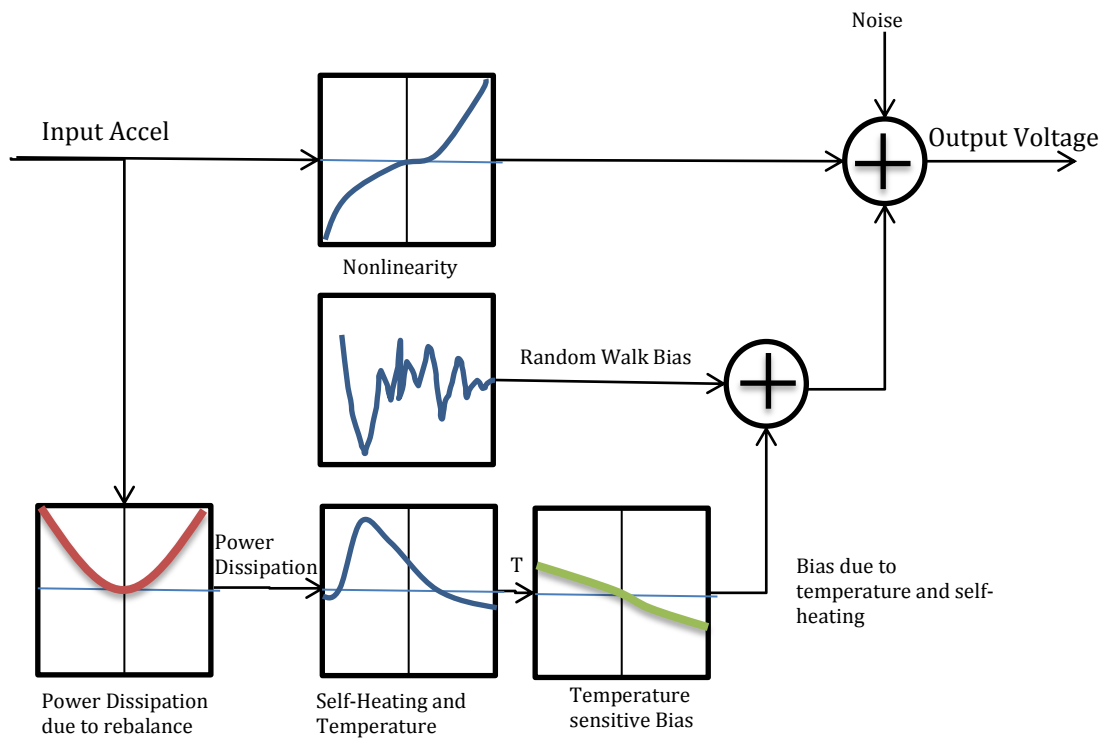 Noise
Input Accel
Output Voltage
Nonlinearity
Random Walk Bias
Power
Dissipation
T
Bias due to
temperature and self-
heating
Power Dissipation
due to rebalance
Self-Heating and
Temperature
Temperature
sensitive Bias